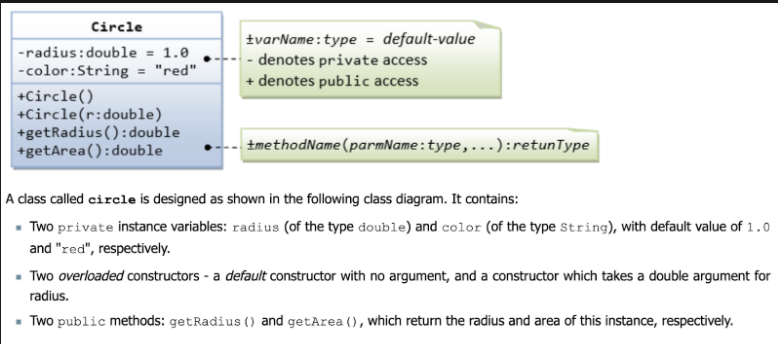 Circle
-radius:double = 1.0
-color:String = "red"
+Circle()
+Circle(r:double)
+getRadius():double
+getArea():double
±varName:type = default-value
- denotes private access
+ denotes public access
±methodName(parmName:type,...):retunType
A class called circle is designed as shown in the following class diagram. It contains:
Two private instance variables: radius (of the type double) and color (of the type String), with default value of 1.0
and "red", respectively.
Two overloaded constructors - a default constructor with no argument, and a constructor which takes a double argument for
radius.
Two public methods: getRadius() and getArea(), which return the radius and area of this instance, respectively.